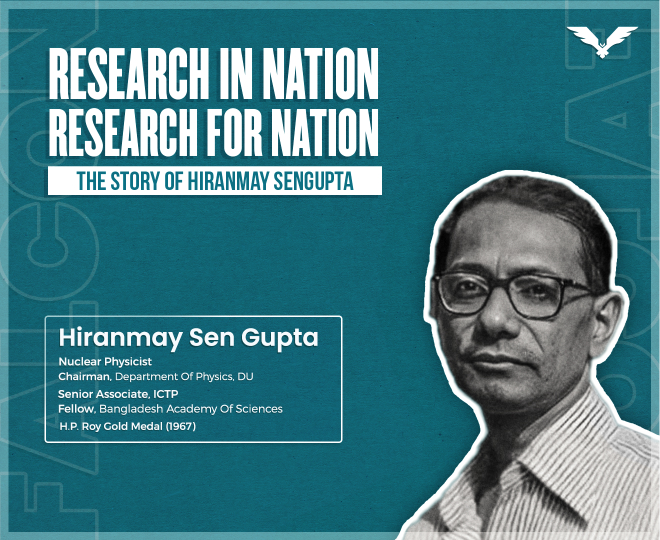 RESEARCH IN NATION
RESEARCH FOR NATION
THE STORY OF HIRANMAY SENGUPTA
Hiranmay Sen Gupta
Nuclear Physicist
Chairman, Department Of Physics, DU
Senior Associate, ICTP
Fellow, Bangladesh Academy Of Sciences
H.P. Roy Gold Medal (1967)
FALCON